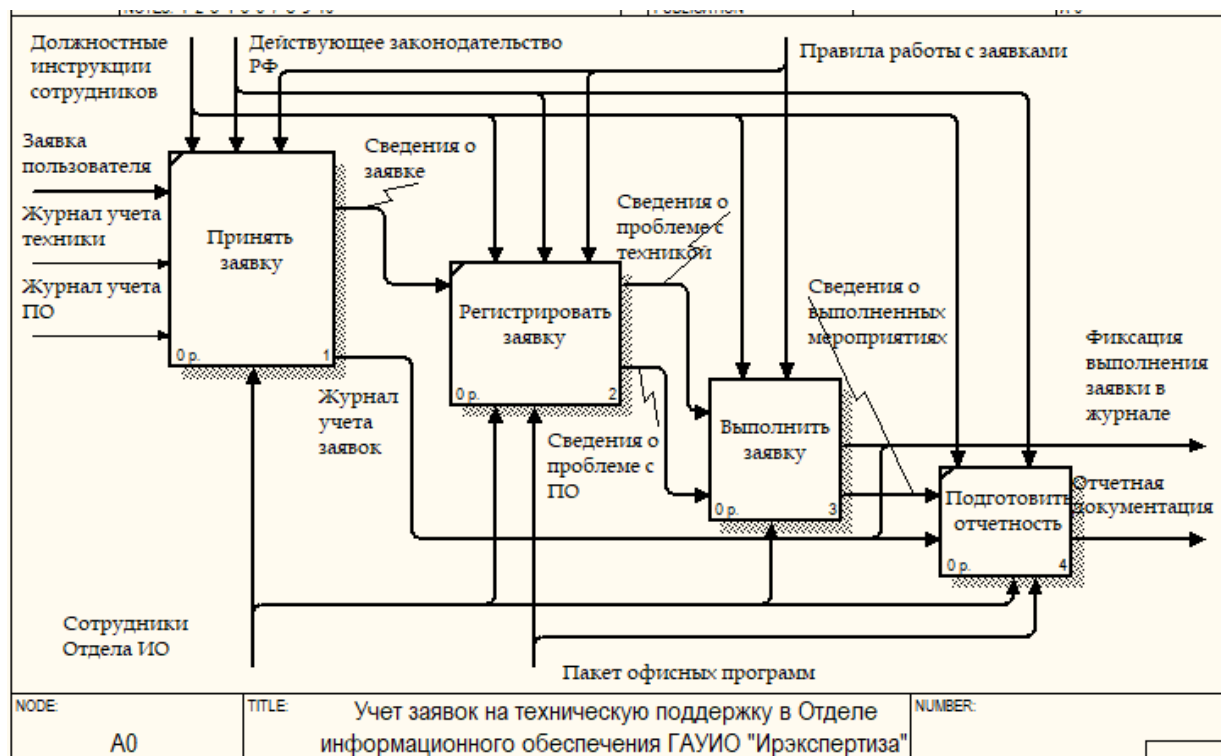 Должностные
инструкции
сотрудников
Действующее законодательство
РФ
Правила работы с заявками
Заявка
пользователя
Журнал учета
техники
Журнал учета
ПО
Принять
заявку
0 р. 1
Сведения о
заявке
Сведения о
проблеме с
техникой
Регистрировать
заявку
0 р. 2
Сведения о
выполненных
мероприятиях
Фиксация
выполнения
заявки в
журнале
Журнал
учета
заявок
Сведения о
проблеме с
ПО
Выполнить
заявку
0 р. 3
Подготовить
отчетность
0 р. 4
Отчетная
документация
Сотрудники
Отдела ИО
Пакет офисных программ
NODE:
A0
TITLE:
Учет заявок на техническую поддержку в Отделе
информационного обеспечения ГАУИО "Ирэкспертиза"
NUMBER: